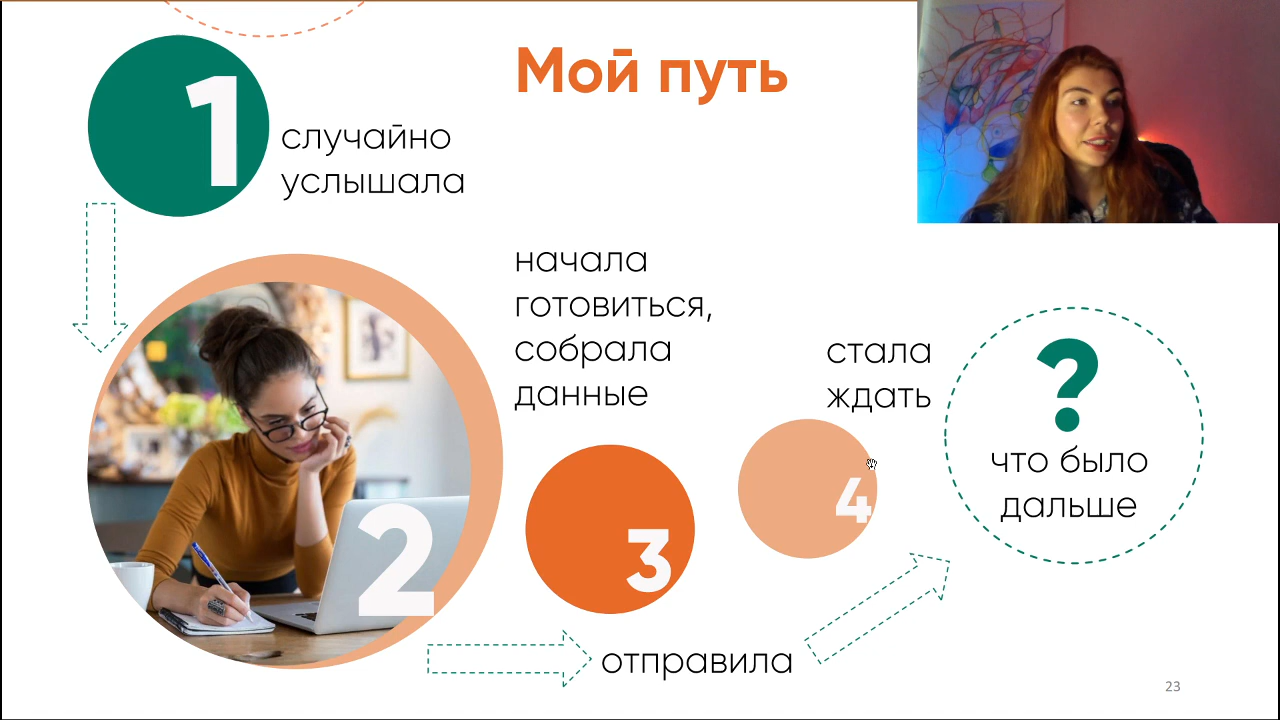 Мой путь
1
случайно
услышала
2
начала
готовиться,
собрала
данные
3
отправила
4
стала
ждать
?
что было
дальше
23